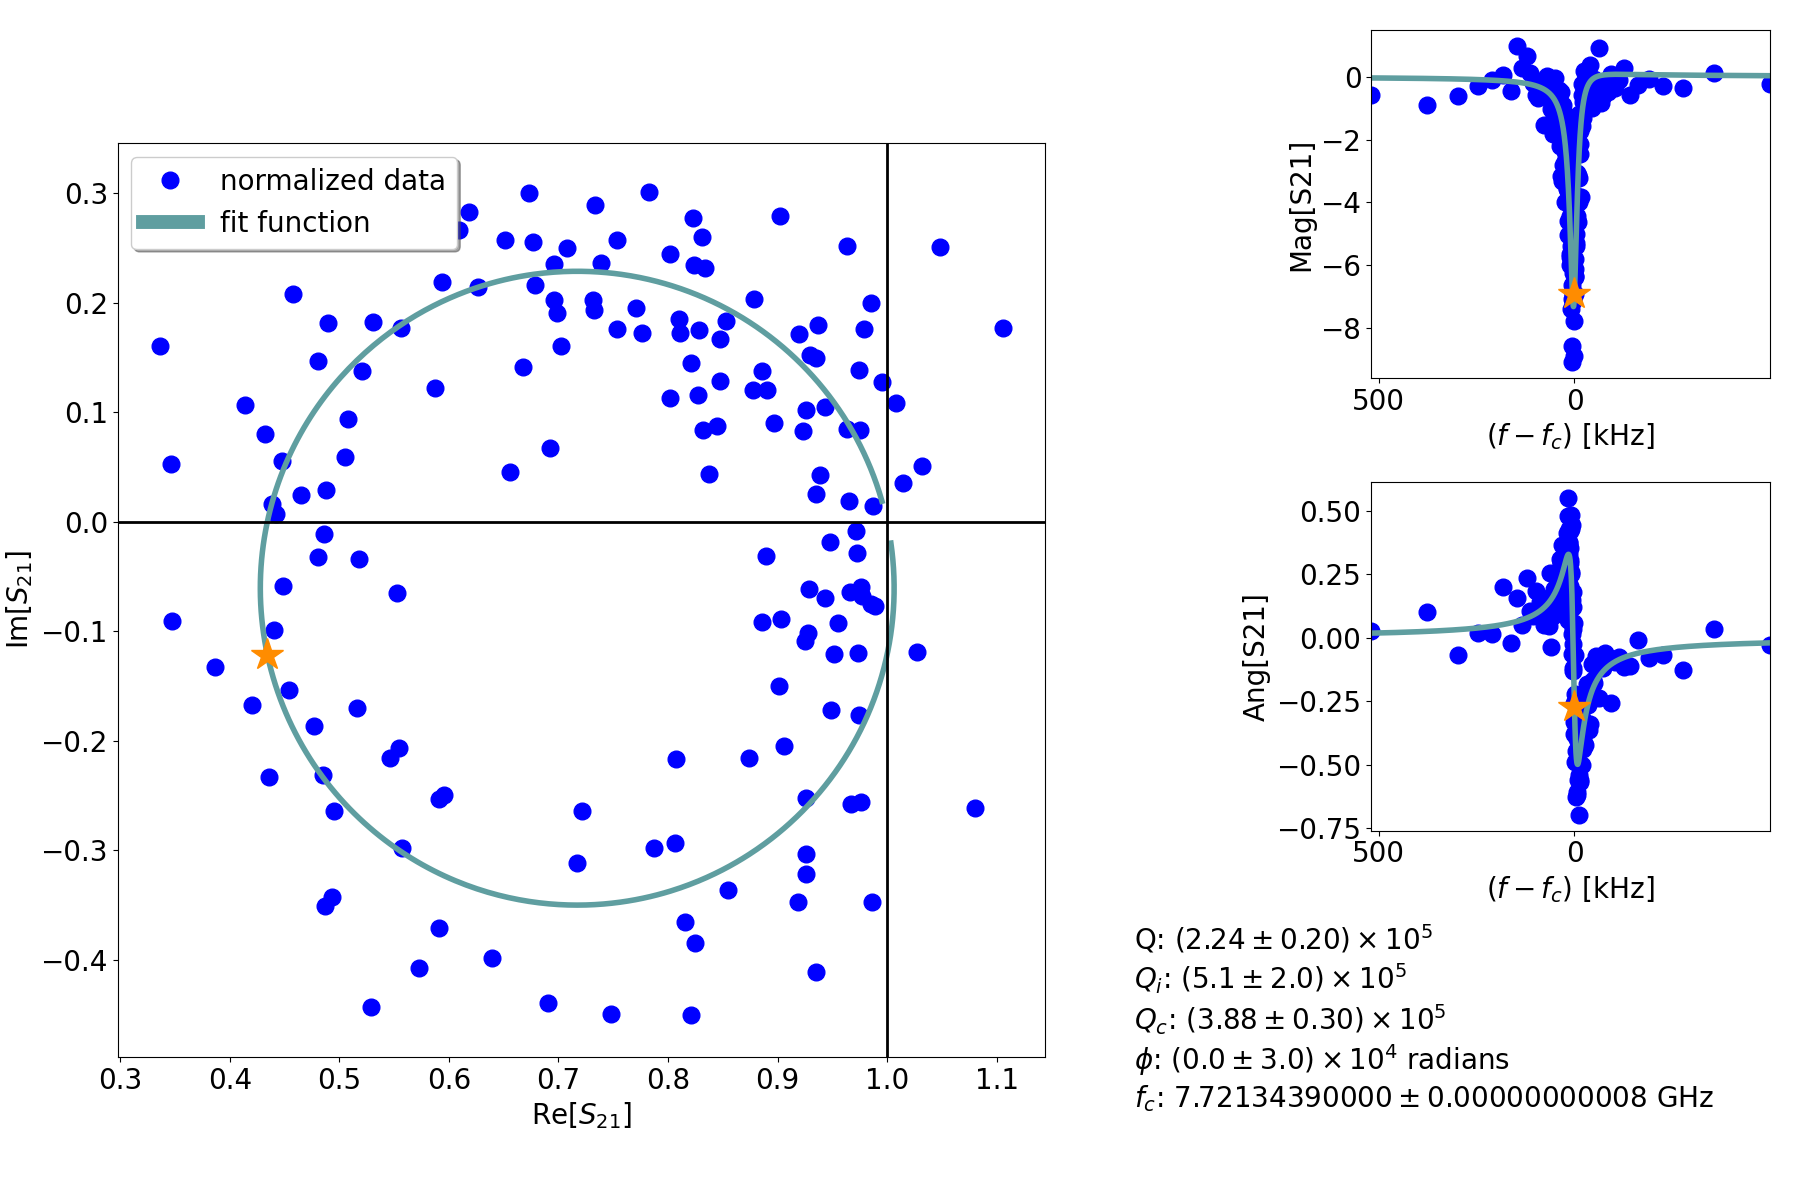 normalized data
fit function
0.3
0.2
0.1
0.0
−0.1
−0.2
−0.3
−0.4
Im[S21]
0.3 0.4 0.5 0.6 0.7 0.8 0.9 1.0 1.1
Re[S21]
0
−2
−4
−6
−8
Mag[S21]
500 0
(f − fc) [kHz]
0.50
0.25
0.00
−0.25
−0.50
−0.75
Ang[S21]
500 0
(f − fc) [kHz]
Q: (2.24 ± 0.20) × 10^5
Qi: (5.1 ± 2.0) × 10^5
Qc: (3.88 ± 0.30) × 10^5
ϕ: (0.0 ± 3.0) × 10^4 radians
fc: 7.72134390000 ± 0.00000000008 GHz